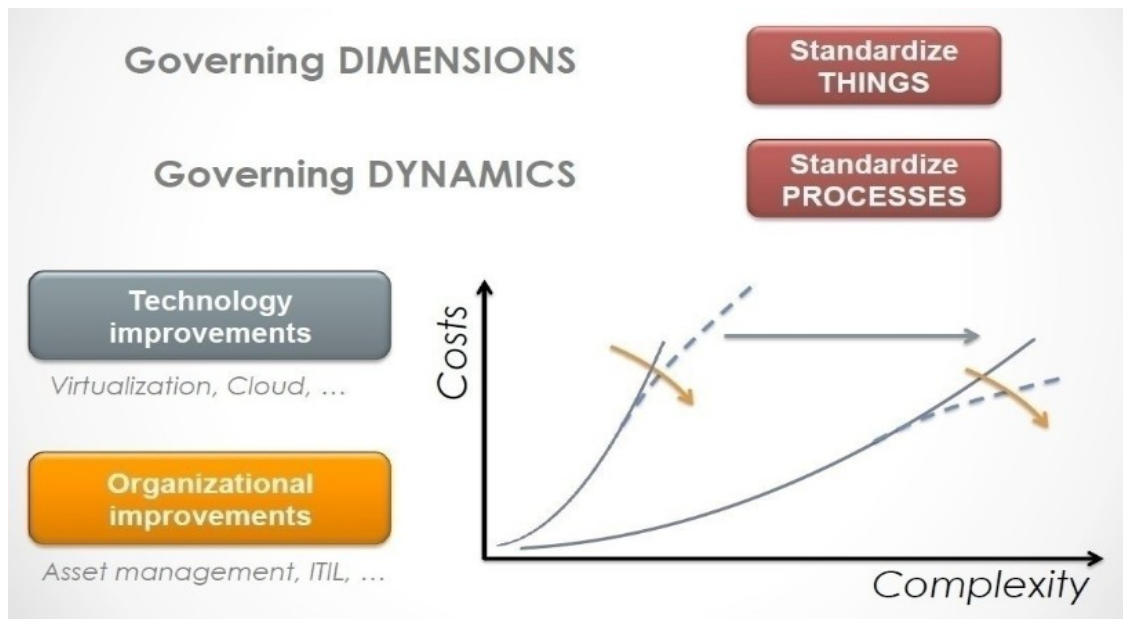 Governing DIMENSIONS
Standardize
THINGS
Governing DYNAMICS
Standardize
PROCESSES
Technology
improvements
Virtualization, Cloud, …
Organizational
improvements
Asset management, ITIL, …
Costs
Complexity